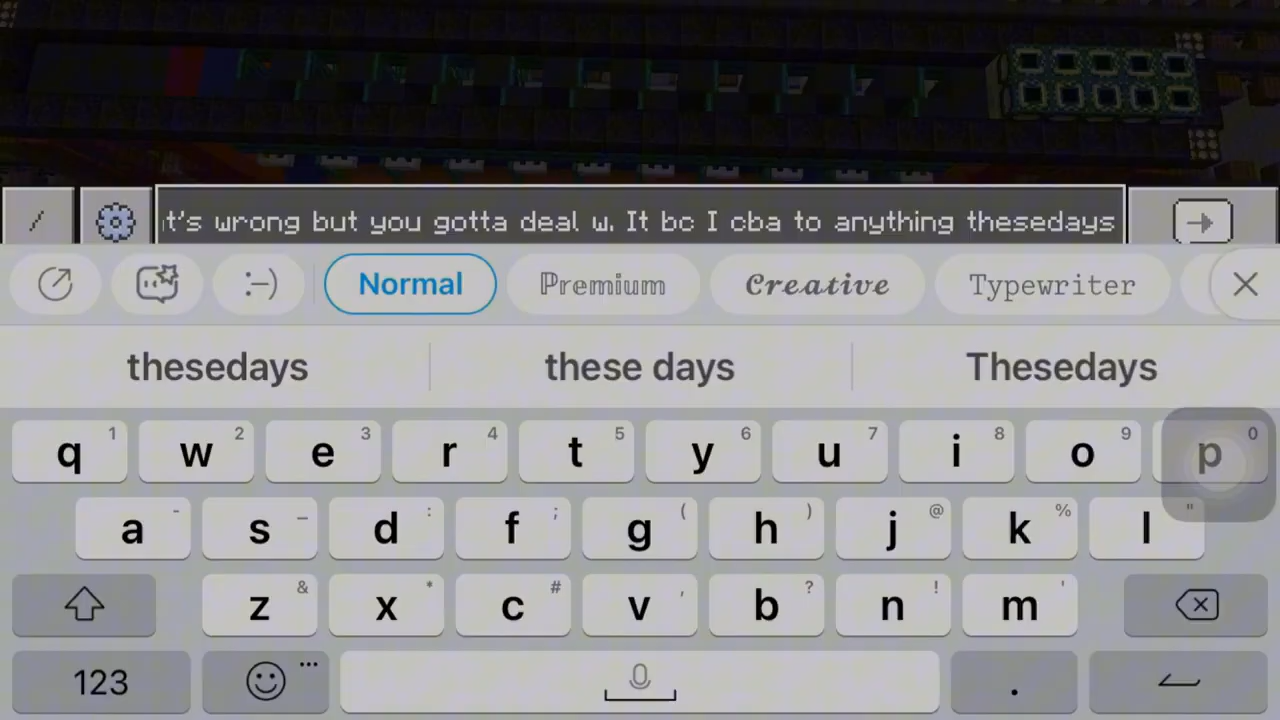 / t's wrong but you gotta deal w. It bc I cba to anything thesedays
:-) Normal Premium Creative Typewriter
thesedays these days Thesedays
q 1 w 2 e 3 r 4 t 5 y 6 u 7 i 8 o 9 p 0
a - s _ d : f ; g ( h ) j @ k % l "
z & x * c # v , b ? n ! m '
123 ... .